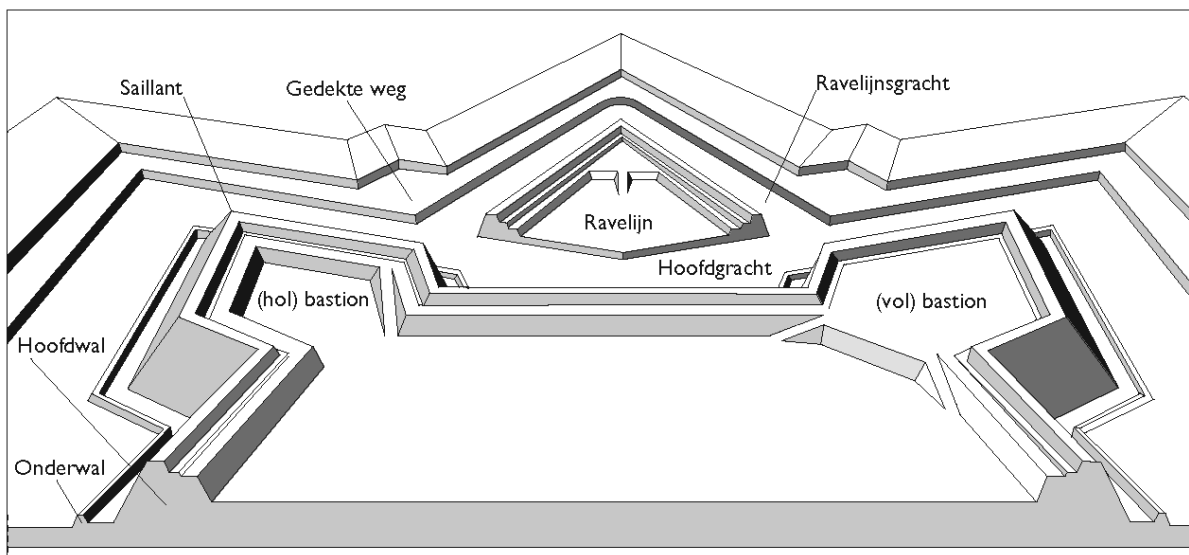 Saillant
Gedekte weg
Ravelijnsgracht
Ravelijn
Hoofdgracht
(hol) bastion
(vol) bastion
Hoofdwal
Onderwal